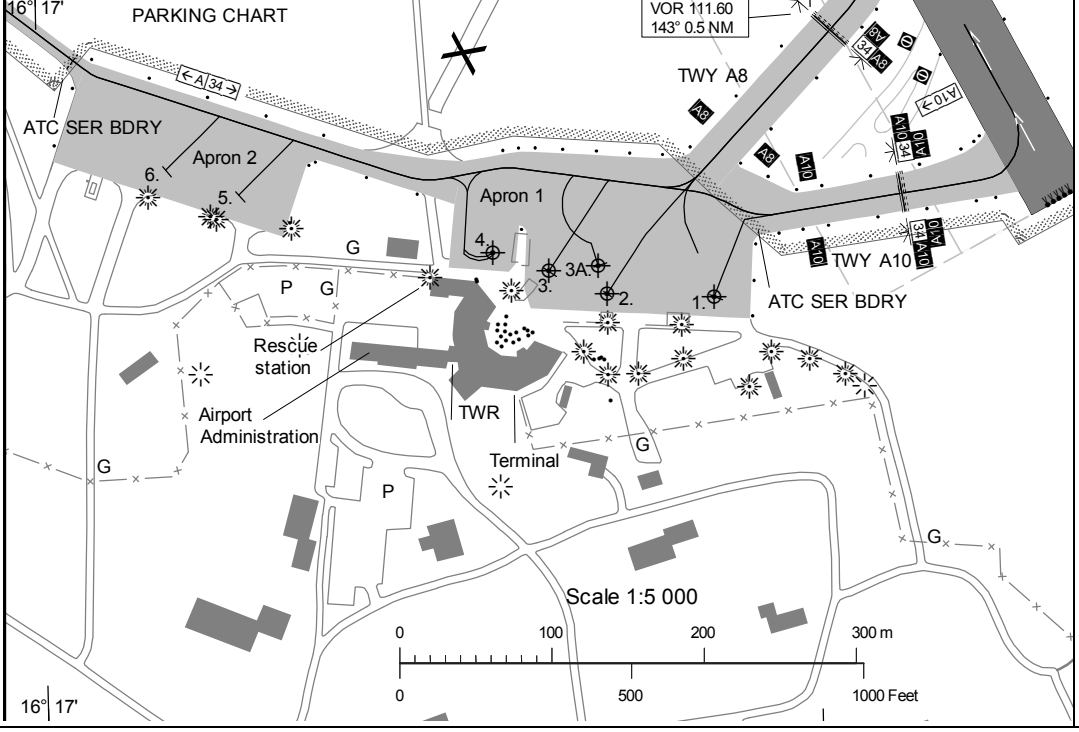 16° 17'
PARKING CHART
VOR 111.60
143° 0.5 NM
A8
34 A8
TWY A8
← A 34 →
A8
A10→
ATC SER BDRY
Apron 2
A10
34
A10
A8
A10
6.
5.
Apron 1
4.
G
3A.
3.
2.
1.
A10
TWY A10
34
A10
A10
ATC SER BDRY
P
G
Rescue
station
Airport
Administration
TWR
Terminal
G
G
P
G
Scale 1:5 000
0
100
200
300 m
0
500
1000 Feet
16° 17'